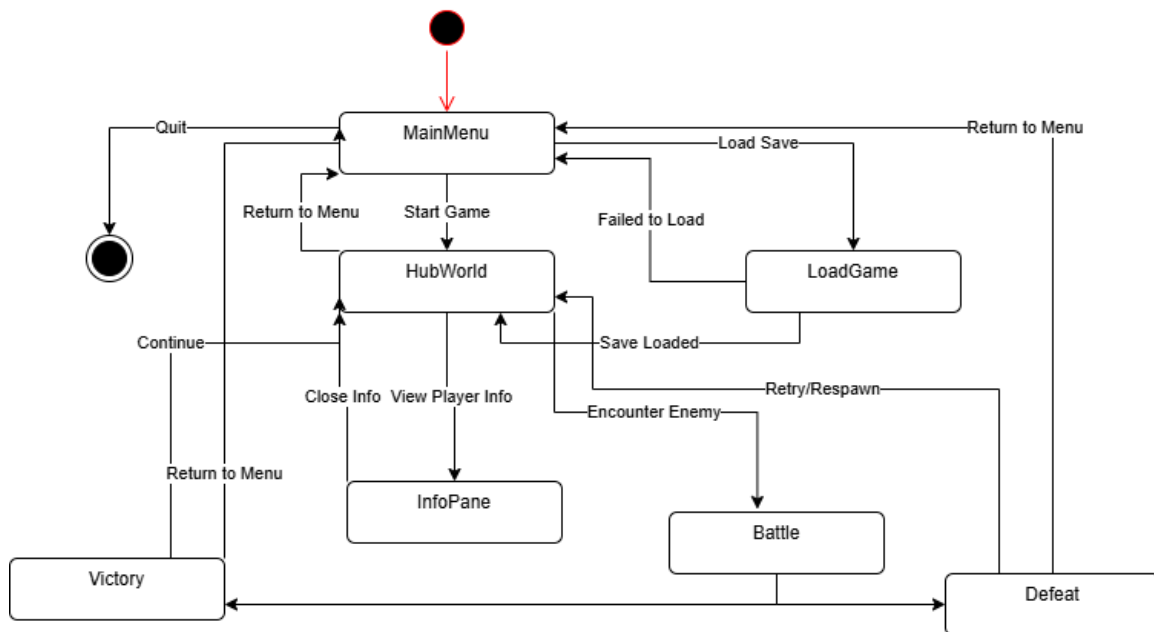 MainMenu
Quit
Return to Menu
Load Save
Return to Menu
Start Game
Failed to Load
HubWorld
LoadGame
Continue
Save Loaded
Close Info
View Player Info
Retry/Respawn
Encounter Enemy
Return to Menu
InfoPane
Battle
Victory
Defeat